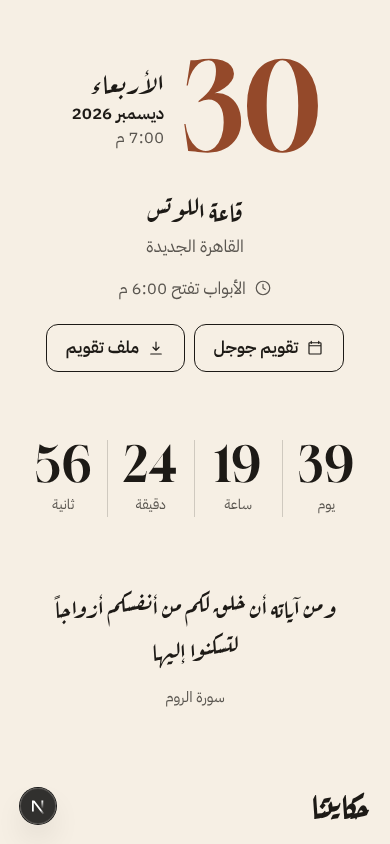 30
الأربعاء
ديسمبر 2026
7:00 م
قاعة اللوتس
القاهرة الجديدة
الأبواب تفتح 6:00 م
تقويم جوجل
ملف تقويم
39 19 24 56
يوم ساعة دقيقة ثانية
ومن آياته أن خلق لكم من أنفسكم أزواجاً
لتسكنوا إليها
سورة الروم
حكايتنا
N